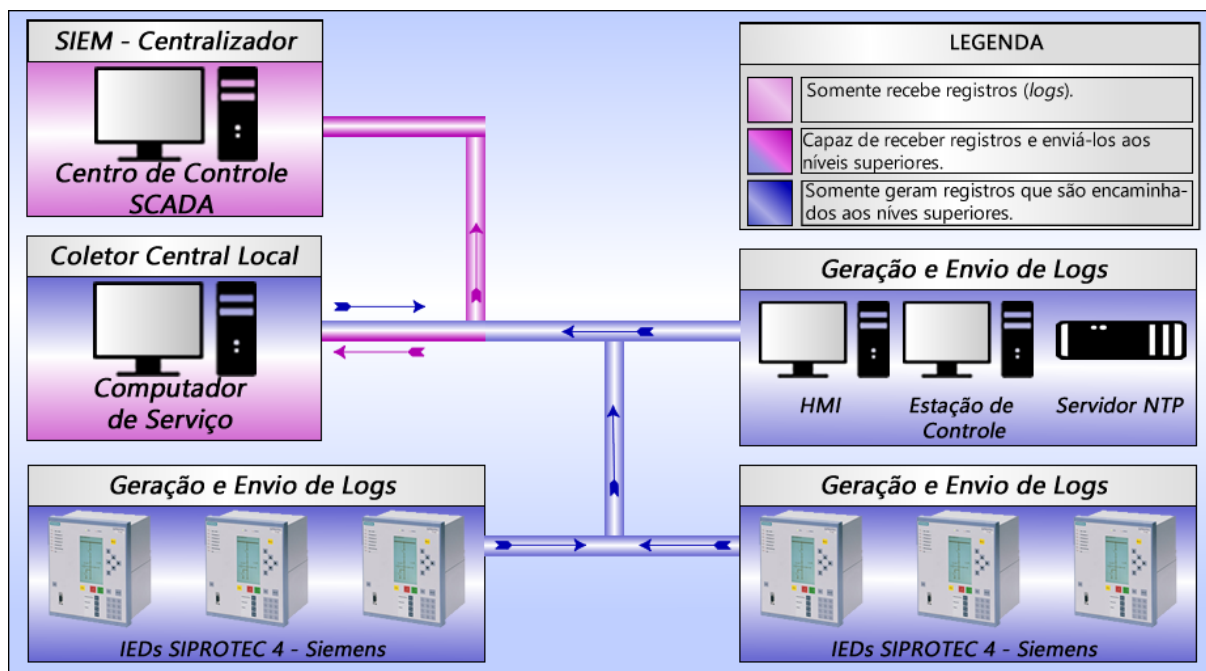 SIEM - Centralizador
Centro de Controle
SCADA
LEGENDA
Somente recebe registros (logs).
Capaz de receber registros e enviá-los aos
níveis superiores.
Somente geram registros que são encaminha-
dos aos níves superiores.
Coletor Central Local
Computador
de Serviço
Geração e Envio de Logs
HMI
Estação de
Controle
Servidor NTP
Geração e Envio de Logs
IEDs SIPROTEC 4 - Siemens
Geração e Envio de Logs
IEDs SIPROTEC 4 - Siemens